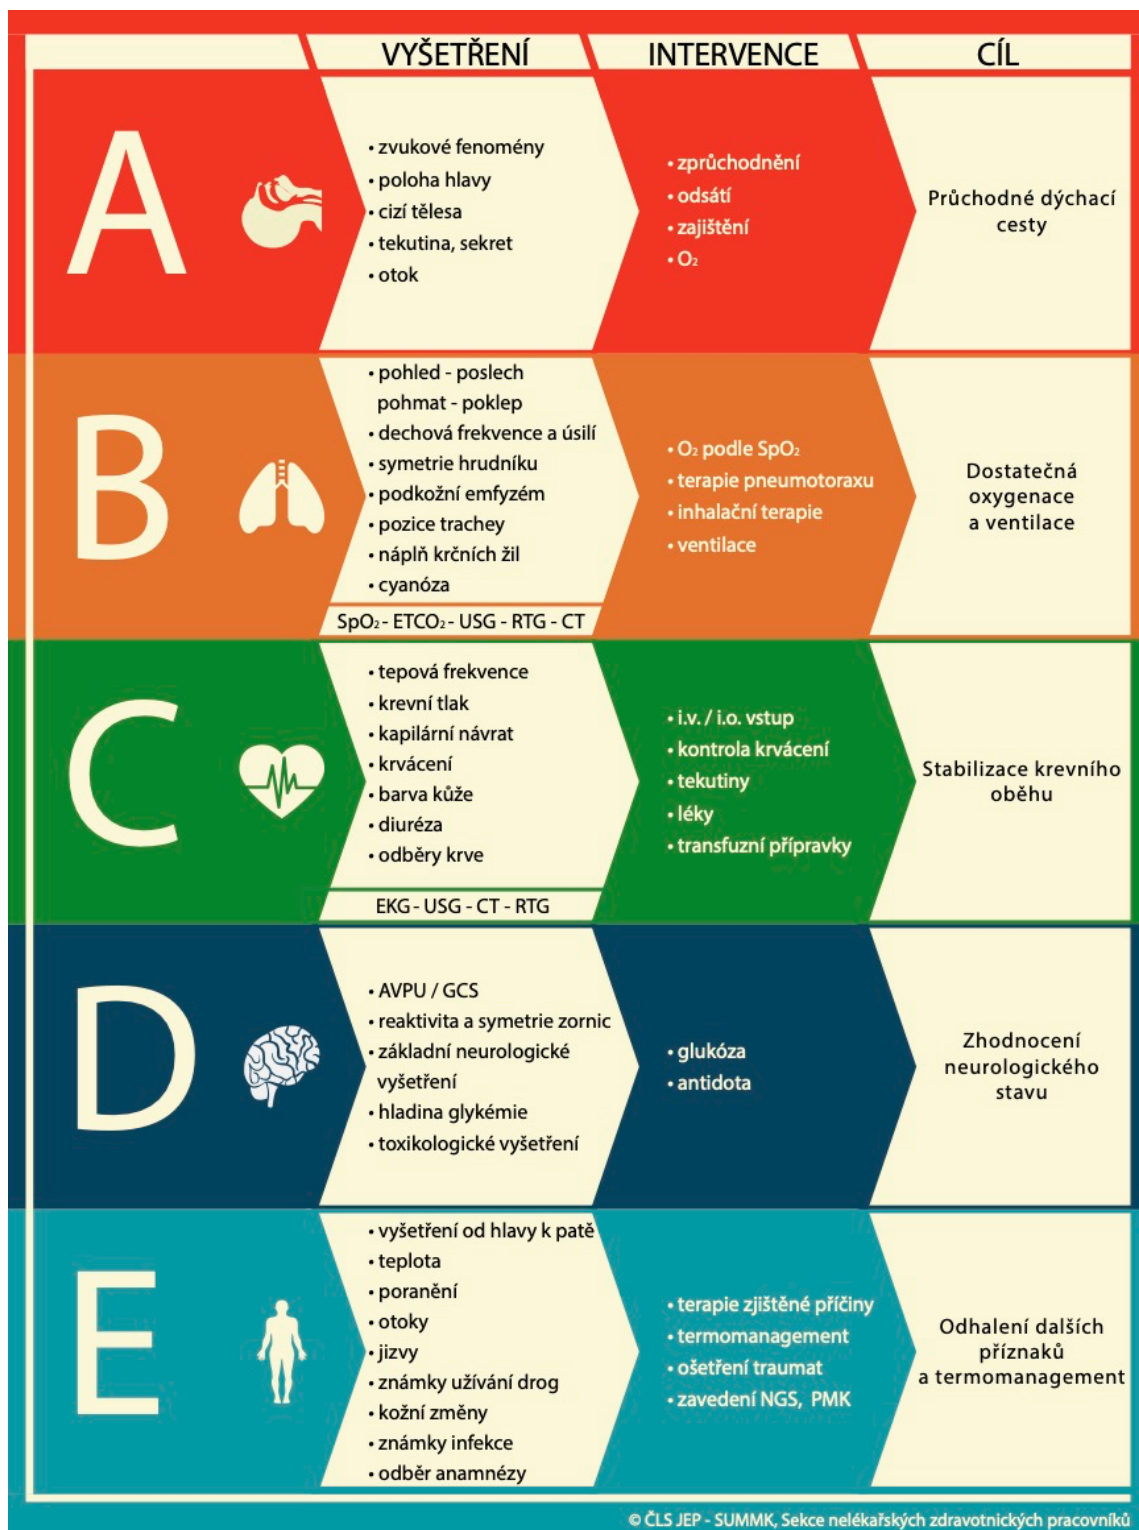 VYŠETŘENÍ
INTERVENCE
CÍL
A
• zvukové fenomény
• poloha hlavy
• cizí tělesa
• tekutina, sekret
• otok
• zprůchodnění
• odsátí
• zajištění
• O₂
Průchodné dýchací
cesty
B
• pohled - poslech
pohmat - poklep
• dechová frekvence a úsilí
• symetrie hrudníku
• podkožní emfyzém
• pozice trachey
• náplň krčních žil
• cyanóza
SpO₂ - ETCO₂ - USG - RTG - CT
• O₂ podle SpO₂
• terapie pneumotoraxu
• inhalační terapie
• ventilace
Dostatečná
oxygenace
a ventilace
C
• tepová frekvence
• krevní tlak
• kapilární návrat
• krvácení
• barva kůže
• diuréza
• odběry krve
EKG - USG - CT - RTG
• i.v. / i.o. vstup
• kontrola krvácení
• tekutiny
• léky
• transfuzní přípravky
Stabilizace krevního
oběhu
D
• AVPU / GCS
• reaktivita a symetrie zornic
• základní neurologické
vyšetření
• hladina glykémie
• toxikologické vyšetření
• glukóza
• antidota
Zhodnocení
neurologického
stavu
E
• vyšetření od hlavy k patě
• teplota
• poranění
• otoky
• jizvy
• známky užívání drog
• kožní změny
• známky infekce
• odběr anamnézy
• terapie zjištěné příčiny
• termomanagement
• ošetření traumat
• zavedení NGS, PMK
Odhalení dalších
příznaků
a termomanagement
© ČLS JEP - SUMMK, Sekce nelékařských zdravotnických pracovníků